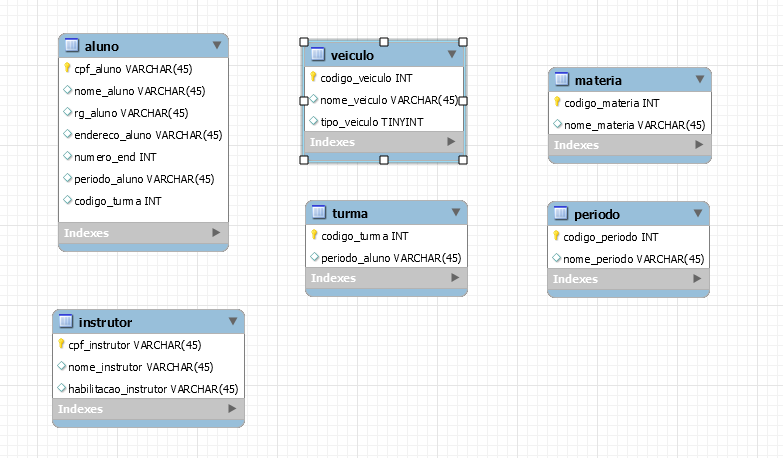 aluno
cpf_aluno VARCHAR(45)
nome_aluno VARCHAR(45)
rg_aluno VARCHAR(45)
endereco_aluno VARCHAR(45)
numero_end INT
periodo_aluno VARCHAR(45)
codigo_turma INT
Indexes
veiculo
codigo_veiculo INT
nome_veiculo VARCHAR(45)
tipo_veiculo TINYINT
Indexes
materia
codigo_materia INT
nome_materia VARCHAR(45)
Indexes
turma
codigo_turma INT
periodo_aluno VARCHAR(45)
Indexes
periodo
codigo_periodo INT
nome_periodo VARCHAR(45)
Indexes
instrutor
cpf_instrutor VARCHAR(45)
nome_instrutor VARCHAR(45)
habilitacao_instrutor VARCHAR(45)
Indexes